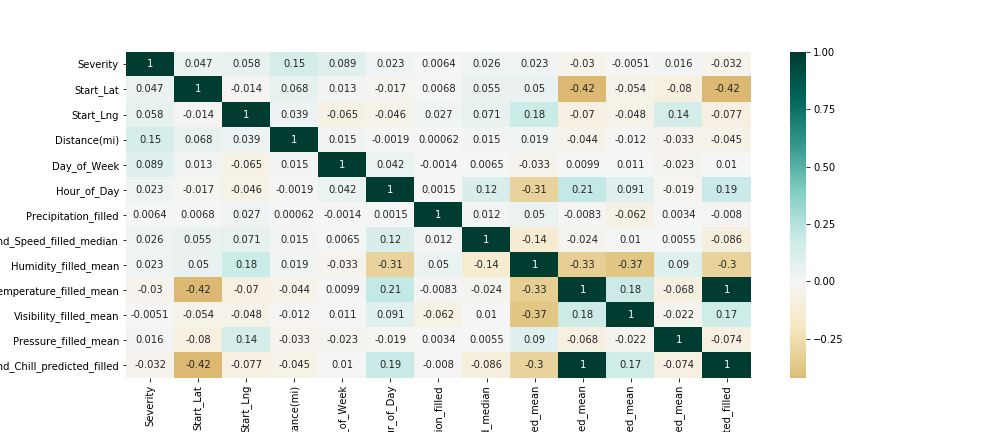 Severity 1 0.047 0.058 0.15 0.089 0.023 0.0064 0.026 0.023 -0.03 -0.0051 0.016 -0.032
Start_Lat 0.047 1 -0.014 0.068 0.013 -0.017 0.0068 0.055 0.05 -0.42 -0.054 -0.08 -0.42
Start_Lng 0.058 -0.014 1 0.039 -0.065 -0.046 0.027 0.071 0.18 -0.07 -0.048 0.14 -0.077
Distance(mi) 0.15 0.068 0.039 1 0.015 -0.0019 0.00062 0.015 0.019 -0.044 -0.012 -0.033 -0.045
Day_of_Week 0.089 0.013 -0.065 0.015 1 0.042 -0.0014 0.0065 -0.033 0.0099 0.011 -0.023 0.01
Hour_of_Day 0.023 -0.017 -0.046 -0.0019 0.042 1 0.0015 0.12 -0.31 0.21 0.091 -0.019 0.19
Precipitation_filled 0.0064 0.0068 0.027 0.00062 -0.0014 0.0015 1 0.012 0.05 -0.0083 -0.062 0.0034 -0.008
nd_Speed_filled_median 0.026 0.055 0.071 0.015 0.0065 0.12 0.012 1 -0.14 -0.024 0.01 0.0055 -0.086
Humidity_filled_mean 0.023 0.05 0.18 0.019 -0.033 -0.31 0.05 -0.14 1 -0.33 -0.37 0.09 -0.3
emperature_filled_mean -0.03 -0.42 -0.07 -0.044 0.0099 0.21 -0.0083 -0.024 -0.33 1 0.18 -0.068 1
Visibility_filled_mean -0.0051 -0.054 -0.048 -0.012 0.011 0.091 -0.062 0.01 -0.37 0.18 1 -0.022 0.17
Pressure_filled_mean 0.016 -0.08 0.14 -0.033 -0.023 -0.019 0.0034 0.0055 0.09 -0.068 -0.022 1 -0.074
nd_Chill_predicted_filled -0.032 -0.42 -0.077 -0.045 0.01 0.19 -0.008 -0.086 -0.3 1 0.17 -0.074 1
Severity
Start_Lat
Start_Lng
tance(mi)
_of_Week
ur_of_Day
ion_filled
d_median
ed_mean
ed_mean
ed_mean
ed_mean
ted_filled
1.00
0.75
0.50
0.25
0.00
−0.25